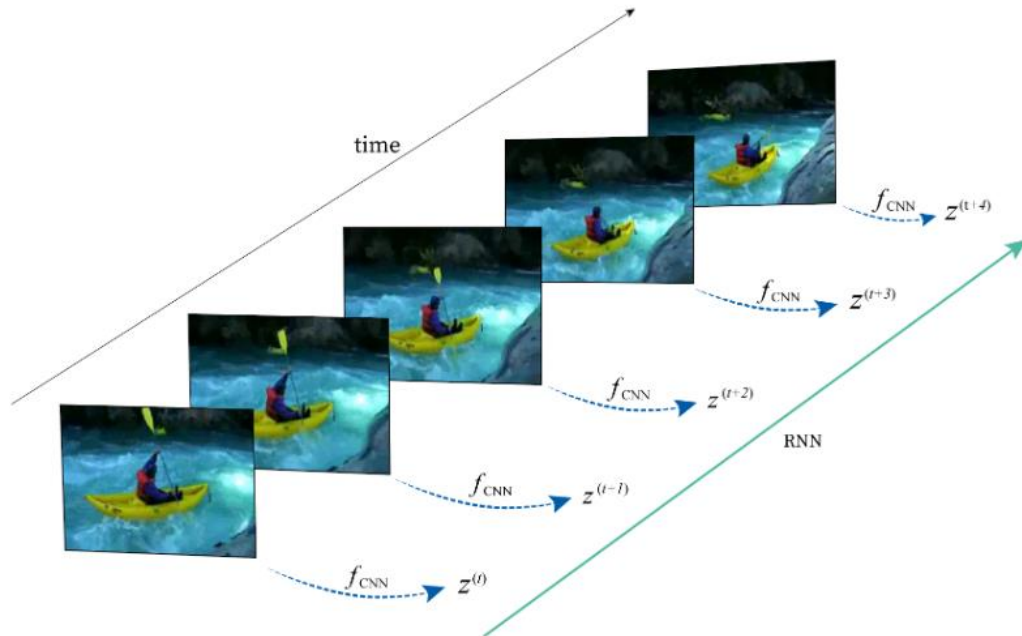 time
f_CNN z^(t+4)
f_CNN z^(t+3)
f_CNN z^(t+2)
RNN
f_CNN z^(t-1)
f_CNN z^(t)